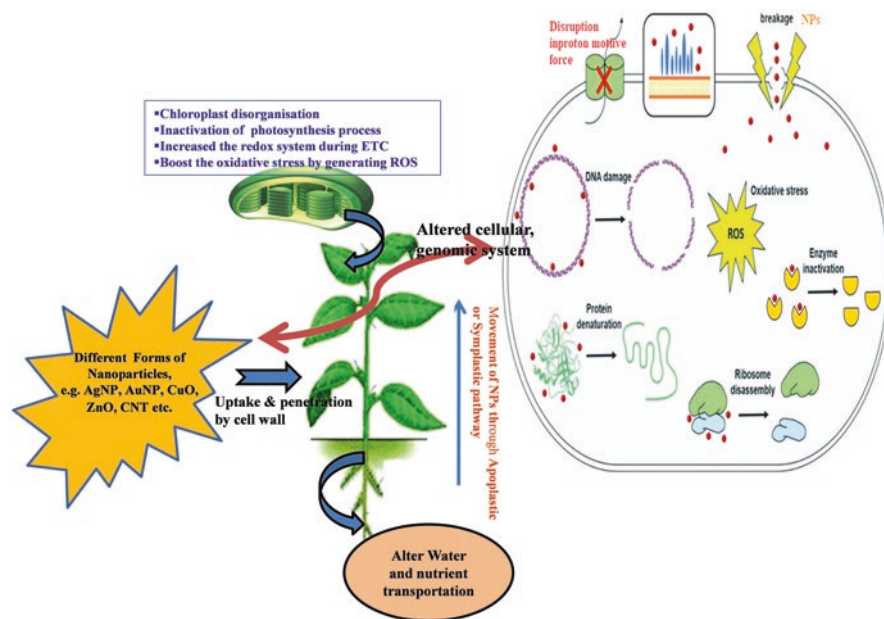 ▪Chloroplast disorganisation
▪Inactivation of photosynthesis process
▪Increased the redox system during ETC
▪Boost the oxidative stress by generating ROS
Different Forms of
Nanoparticles,
e.g. AgNP, AuNP, CuO,
ZnO, CNT etc.
Uptake & penetration
by cell wall
Altered cellular,
genomic system
Movement of NPs through Apoplastic
or Symplastic pathway
Alter Water
and nutrient
transportation
Disruption
inproton motive
force
breakage
NPs
DNA damage
Oxidative stress
ROS
Enzyme
inactivation
Protein
denaturation
Ribosome
disassembly